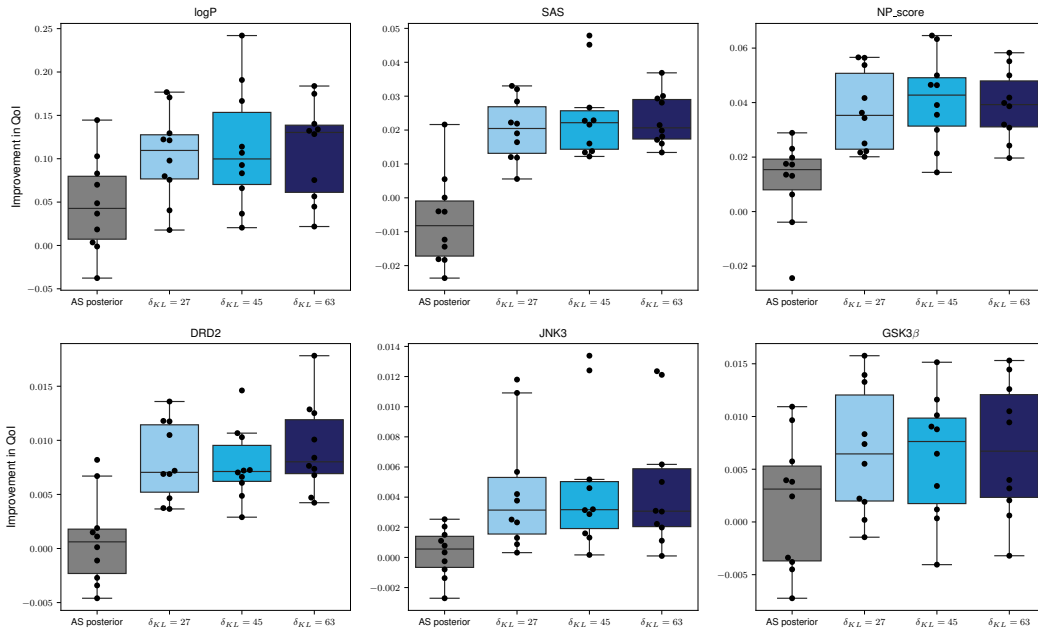 logP
SAS
NP_score
Improvement in QoI
0.25
0.20
0.15
0.10
0.05
0.00
−0.05
0.05
0.04
0.03
0.02
0.01
0.00
−0.01
−0.02
0.06
0.04
0.02
0.00
−0.02
AS posterior
δKL = 27
δKL = 45
δKL = 63
AS posterior
δKL = 27
δKL = 45
δKL = 63
AS posterior
δKL = 27
δKL = 45
δKL = 63
DRD2
JNK3
GSK3β
Improvement in QoI
0.015
0.010
0.005
0.000
−0.005
0.014
0.012
0.010
0.008
0.006
0.004
0.002
0.000
−0.002
0.015
0.010
0.005
0.000
−0.005
AS posterior
δKL = 27
δKL = 45
δKL = 63
AS posterior
δKL = 27
δKL = 45
δKL = 63
AS posterior
δKL = 27
δKL = 45
δKL = 63